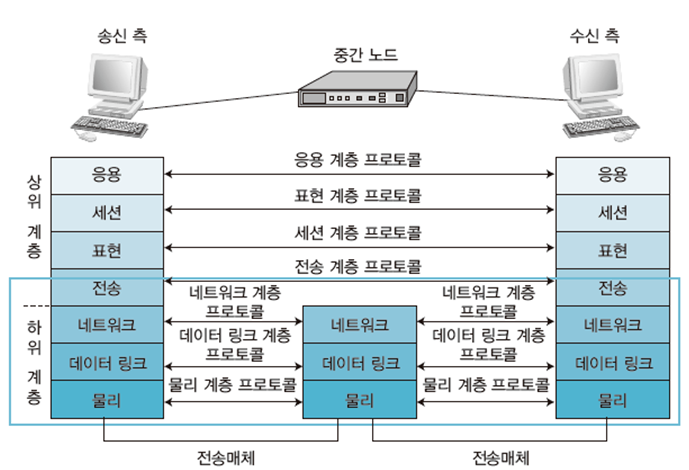 송신 측
중간 노드
수신 측
상위 계층
응용
응용 계층 프로토콜
응용
세션
표현 계층 프로토콜
세션
표현
세션 계층 프로토콜
표현
전송
전송 계층 프로토콜
전송
하위 계층
네트워크
네트워크 계층
프로토콜
네트워크
네트워크 계층
프로토콜
네트워크
데이터 링크
데이터 링크 계층
프로토콜
데이터 링크
데이터 링크 계층
프로토콜
데이터 링크
물리
물리 계층 프로토콜
물리
물리 계층 프로토콜
물리
전송매체
전송매체